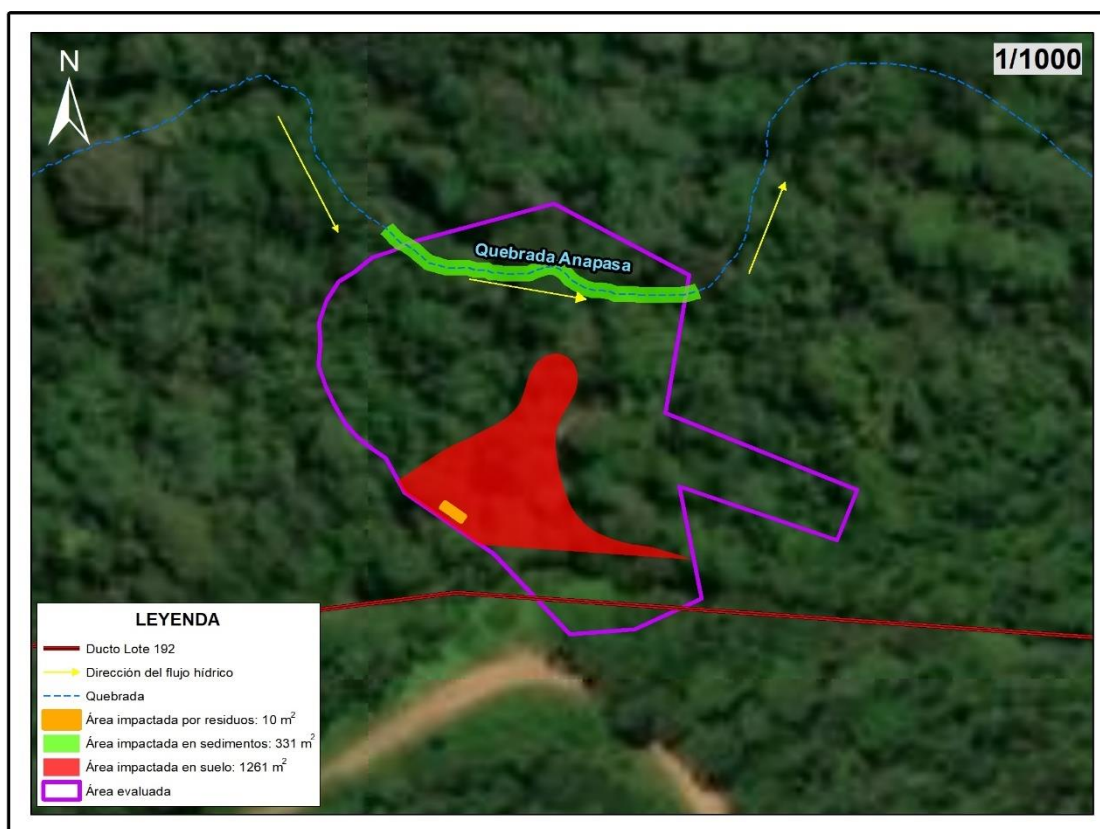 N
1/1000
Quebrada Anapasa
LEYENDA
Ducto Lote 192
Dirección del flujo hídrico
Quebrada
Área impactada por residuos: 10 m²
Área impactada en sedimentos: 331 m²
Área impactada en suelo: 1261 m²
Área evaluada